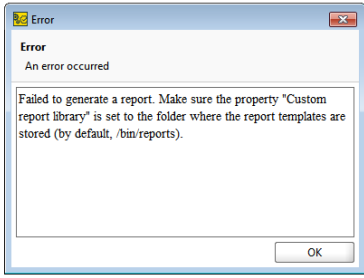 Error
Error
An error occurred
Failed to generate a report. Make sure the property "Custom
report library" is set to the folder where the report templates are
stored (by default, /bin/reports).
OK